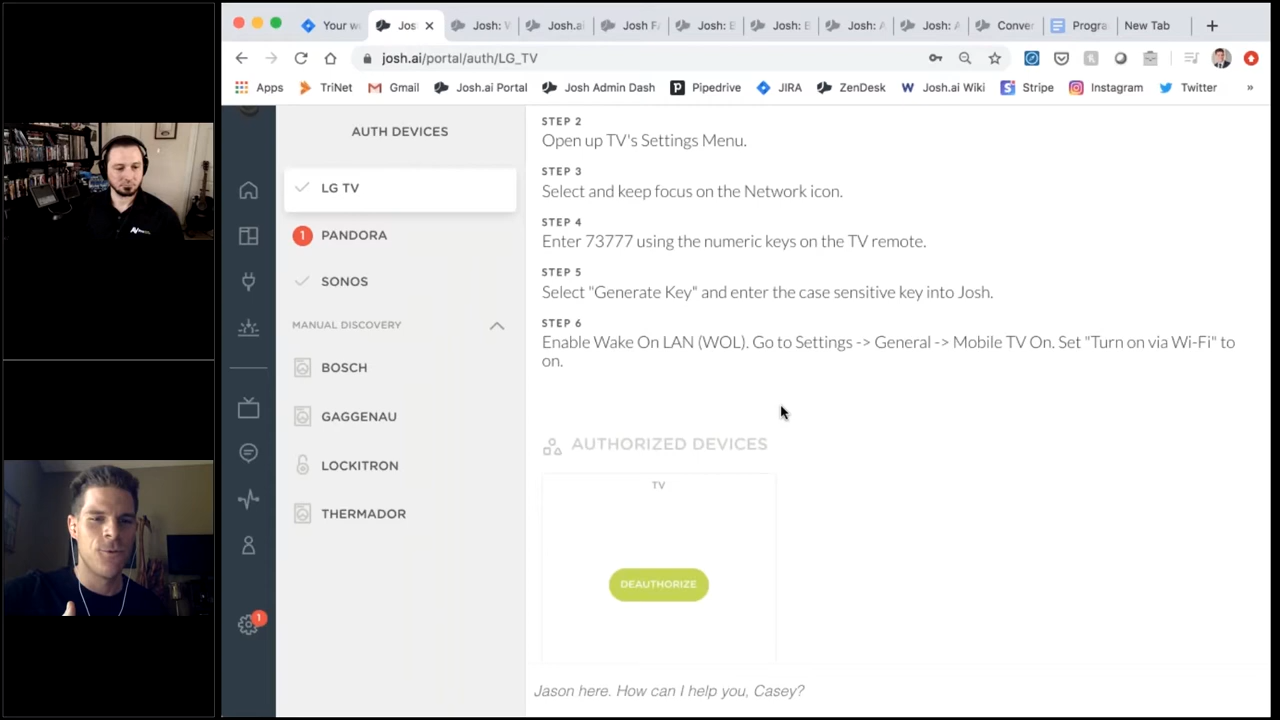 Your w
Jos
Josh: V
Josh.ai
Josh FA
Josh: E
Josh: E
Josh: A
Josh: A
Conver
Progra
New Tab
josh.ai/portal/auth/LG_TV
Apps
TriNet
Gmail
Josh.ai Portal
Josh Admin Dash
Pipedrive
JIRA
ZenDesk
Josh.ai Wiki
Stripe
Instagram
Twitter
»
AUTH DEVICES
LG TV
1 PANDORA
SONOS
MANUAL DISCOVERY
BOSCH
GAGGENAU
LOCKITRON
THERMADOR
1
STEP 2
Open up TV's Settings Menu.
STEP 3
Select and keep focus on the Network icon.
STEP 4
Enter 73777 using the numeric keys on the TV remote.
STEP 5
Select "Generate Key" and enter the case sensitive key into Josh.
STEP 6
Enable Wake On LAN (WOL). Go to Settings -> General -> Mobile TV On. Set "Turn on via Wi-Fi" to
on.
AUTHORIZED DEVICES
TV
DEAUTHORIZE
Jason here. How can I help you, Casey?